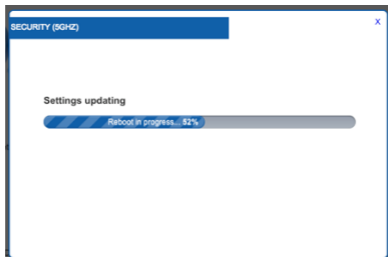 SECURITY (5GHZ)
X
Settings updating
Reboot in progress... 52%